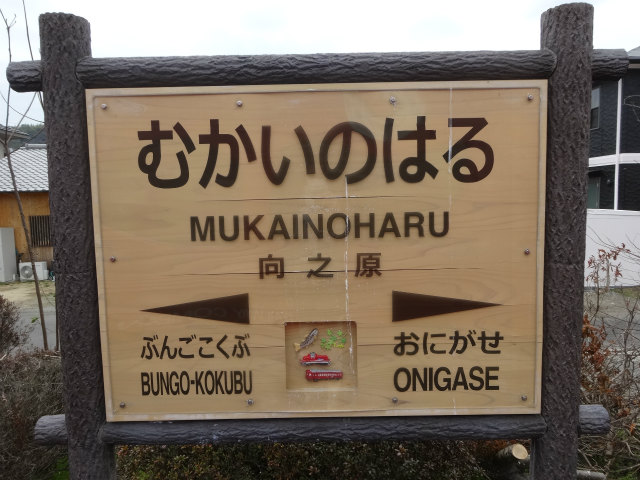 むかいのはる
MUKAINOHARU
向之原
ぶんごこくぶ
BUNGO-KOKUBU
おにがせ
ONIGASE